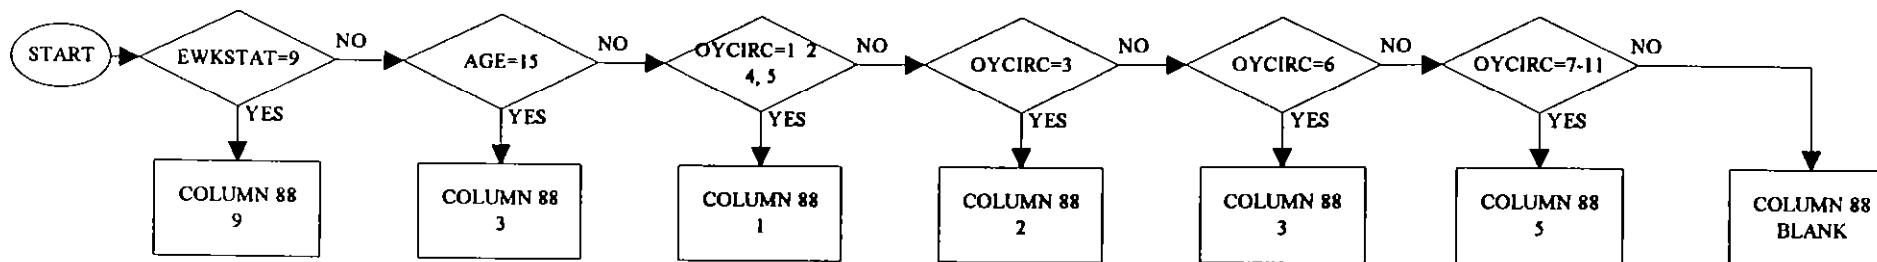 START
EWKSTAT=9
NO
YES
COLUMN 88
9
AGE=15
NO
YES
COLUMN 88
3
OYCIRC=1 2
4, 5
NO
YES
COLUMN 88
1
OYCIRC=3
NO
YES
COLUMN 88
2
OYCIRC=6
NO
YES
COLUMN 88
3
OYCIRC=7-11
NO
YES
COLUMN 88
5
COLUMN 88
BLANK